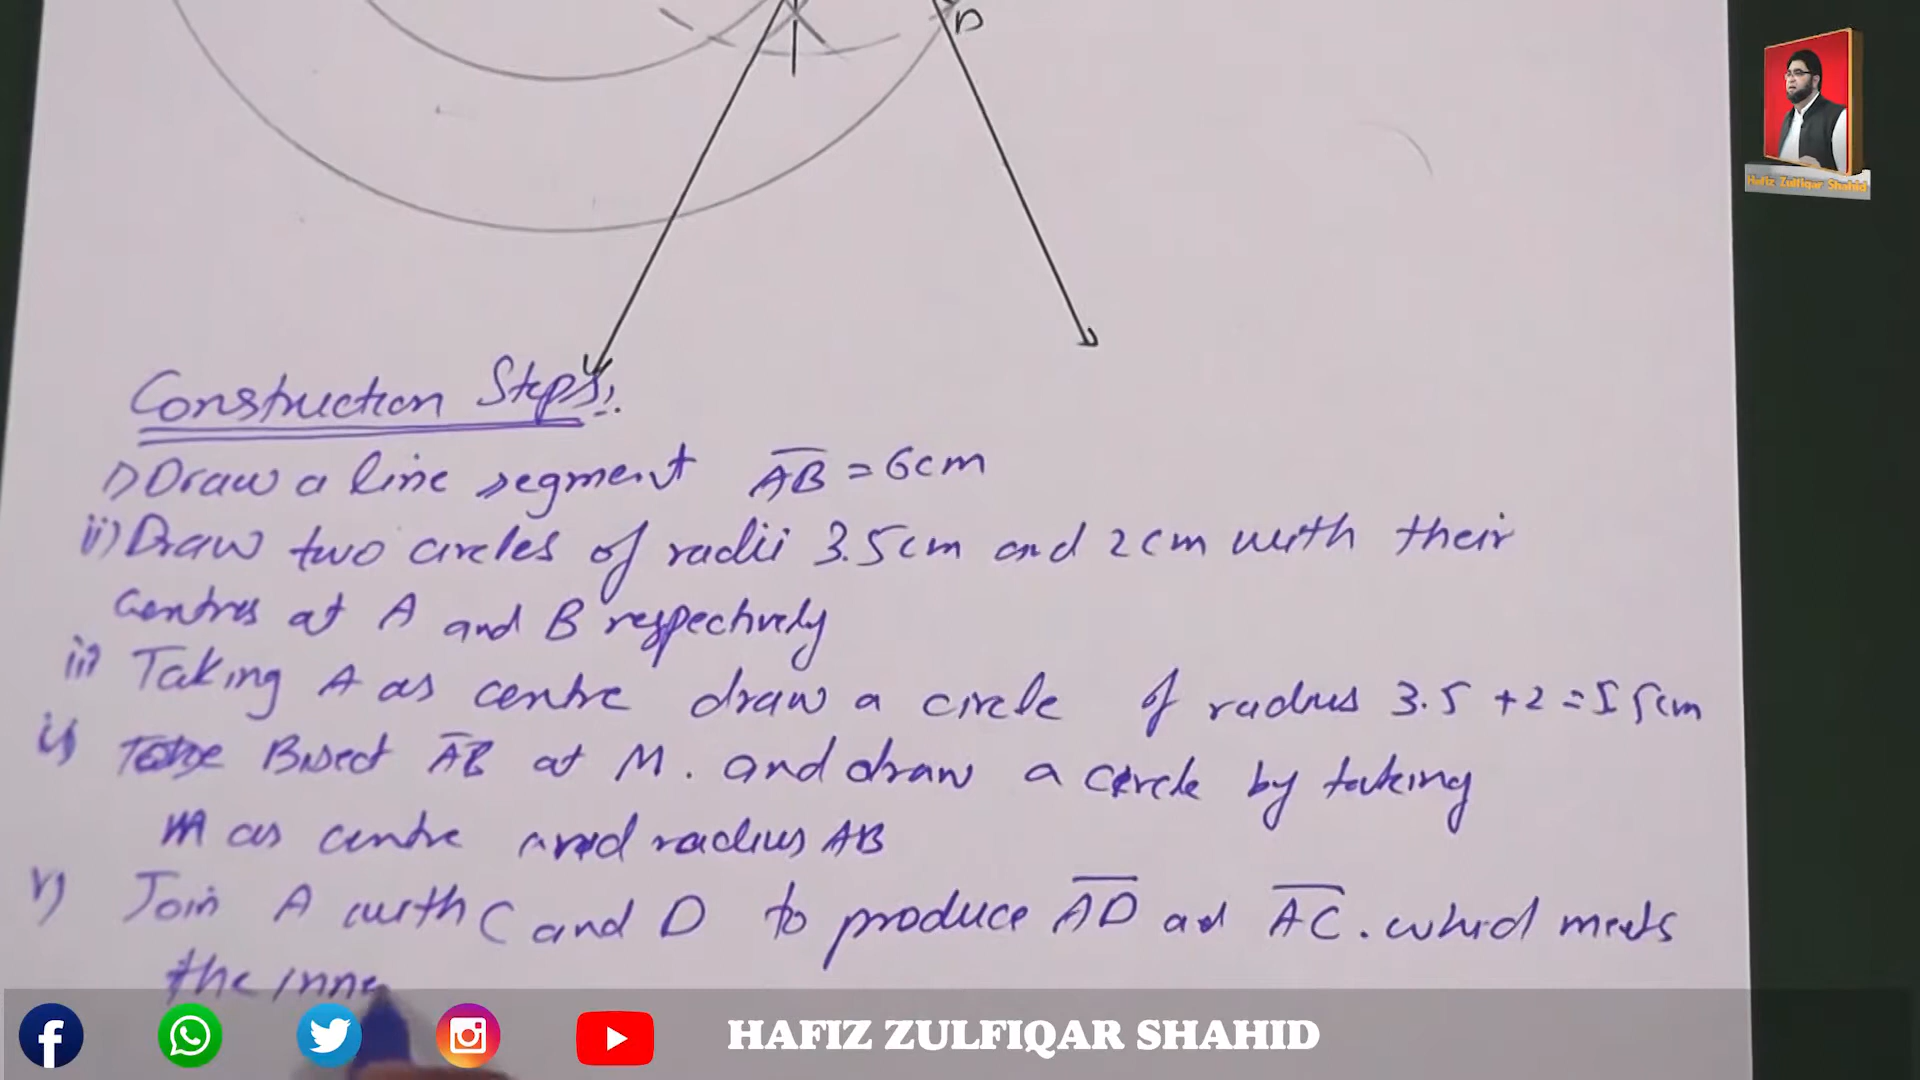 D
Hafiz Zulfiqar Shahid
Construction Steps:
i) Draw a line segment AB = 6cm
ii) Draw two circles of radii 3.5cm and 2cm with their
centres at A and B respectively
iii) Taking A as centre draw a circle of radius 3.5 + 2 = 5.5cm
Bisect AB at M. and draw a circle by taking
M as centre and radius AB
v) Join A with C and D to produce AD ad AC. which meets
the inne
HAFIZ ZULFIQAR SHAHID